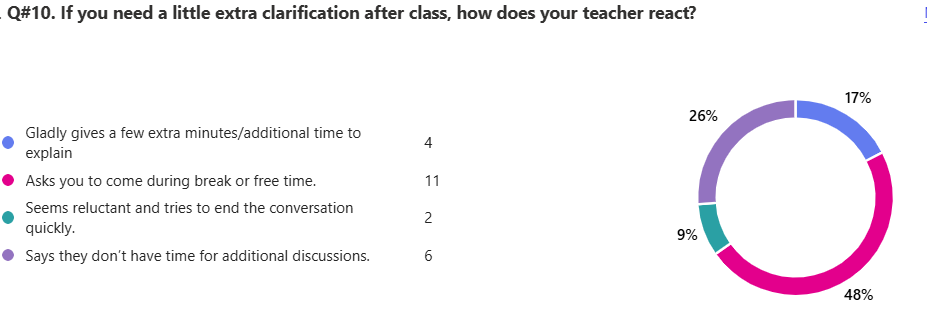 . Q#10. If you need a little extra clarification after class, how does your teacher react?
17%
26%
Gladly gives a few extra minutes/additional time to
explain
4
Asks you to come during break or free time.
11
Seems reluctant and tries to end the conversation
quickly.
2
9%
Says they don't have time for additional discussions.
6
48%